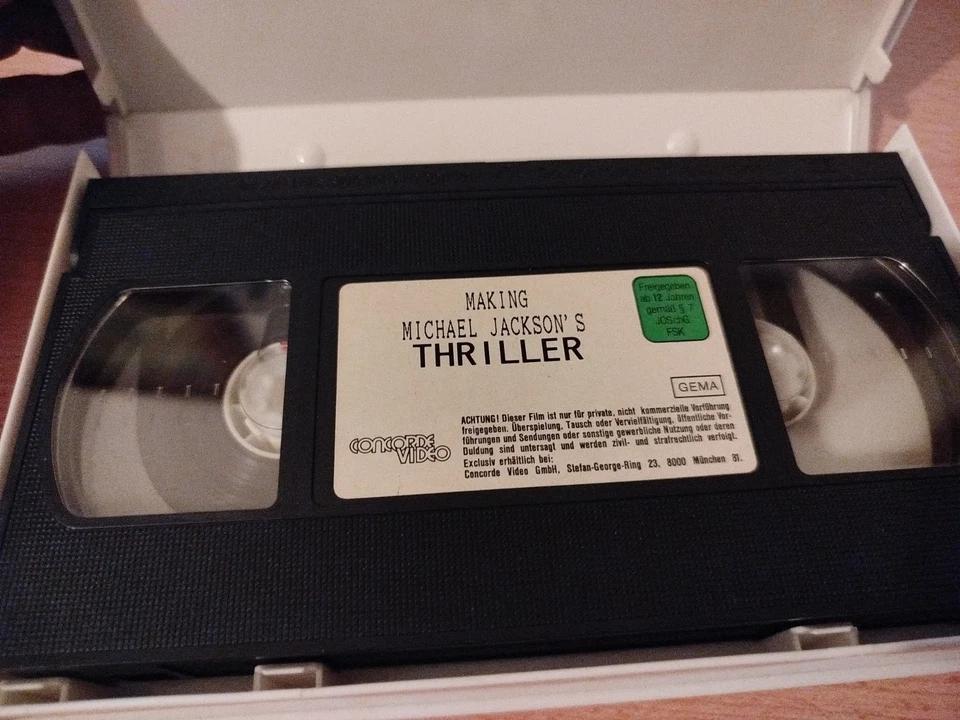 MAKING
MICHAEL JACKSON'S
THRILLER
Freigegeben
ab 12 Jahren
gemäß § 7
JÖSchG
FSK
GEMA
ACHTUNG! Dieser Film ist nur für private, nicht kommerzielle Vorführung
freigegeben. Überspielung, Tausch oder Vervielfältigung, öffentliche Vor-
führungen und Sendungen oder sonstige gewerbliche Nutzung oder deren
Duldung sind untersagt und werden zivil- und strafrechtlich verfolgt.
Exclusiv erhältlich bei:
Concorde Video GmbH, Stefan-George-Ring 23, 8000 München 81.
CONCORDE
VIDEO